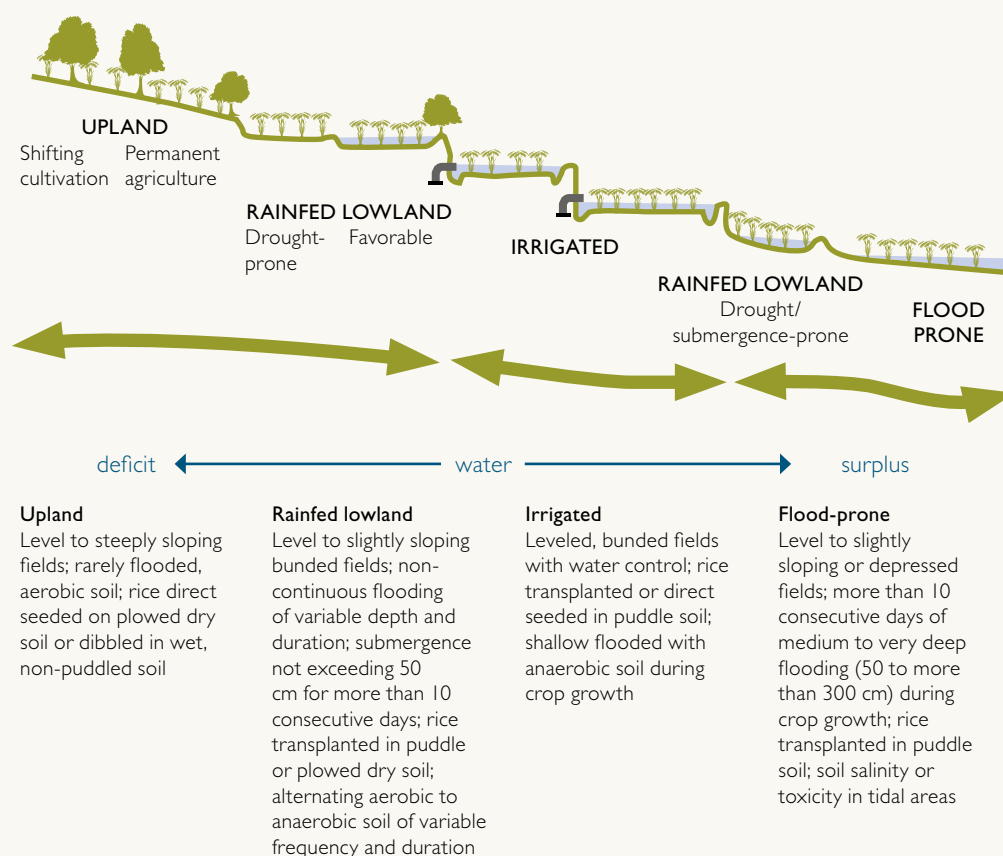 UPLAND
Shifting
cultivation
Permanent
agriculture
RAINFED LOWLAND
Drought-
prone
Favorable
IRRIGATED
RAINFED LOWLAND
Drought/
submergence-prone
FLOOD
PRONE
deficit
water
surplus
Upland
Level to steeply sloping
fields; rarely flooded,
aerobic soil; rice direct
seeded on plowed dry
soil or dibbled in wet,
non-puddled soil
Rainfed lowland
Level to slightly sloping
bunded fields; non-
continuous flooding
of variable depth and
duration; submergence
not exceeding 50
cm for more than 10
consecutive days; rice
transplanted in puddle
or plowed dry soil;
alternating aerobic to
anaerobic soil of variable
frequency and duration
Irrigated
Leveled, bunded fields
with water control; rice
transplanted or direct
seeded in puddle soil;
shallow flooded with
anaerobic soil during
crop growth
Flood-prone
Level to slightly
sloping or depressed
fields; more than 10
consecutive days of
medium to very deep
flooding (50 to more
than 300 cm) during
crop growth; rice
transplanted in puddle
soil; soil salinity or
toxicity in tidal areas